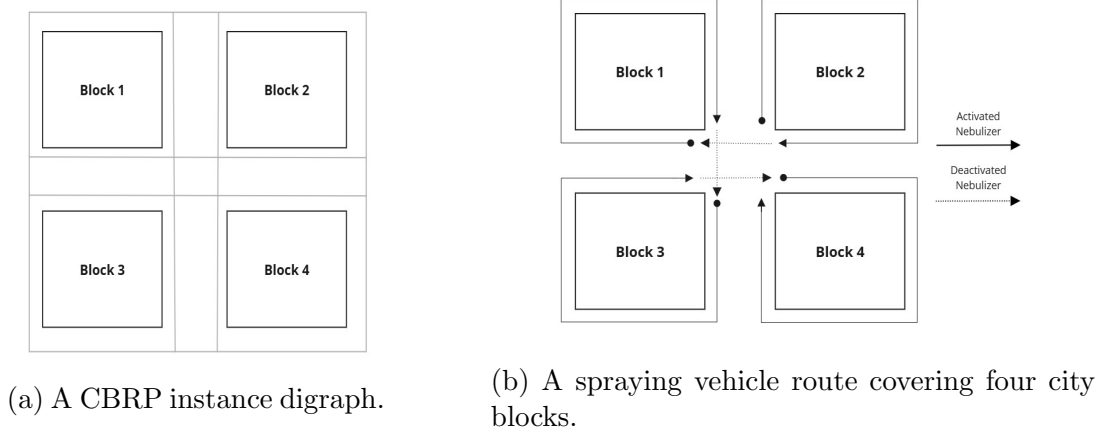 Block 1
Block 2
Block 3
Block 4
(a) A CBRP instance digraph.
Block 1
Block 2
Block 3
Block 4
Activated
Nebulizer
Deactivated
Nebulizer
(b) A spraying vehicle route covering four city
blocks.